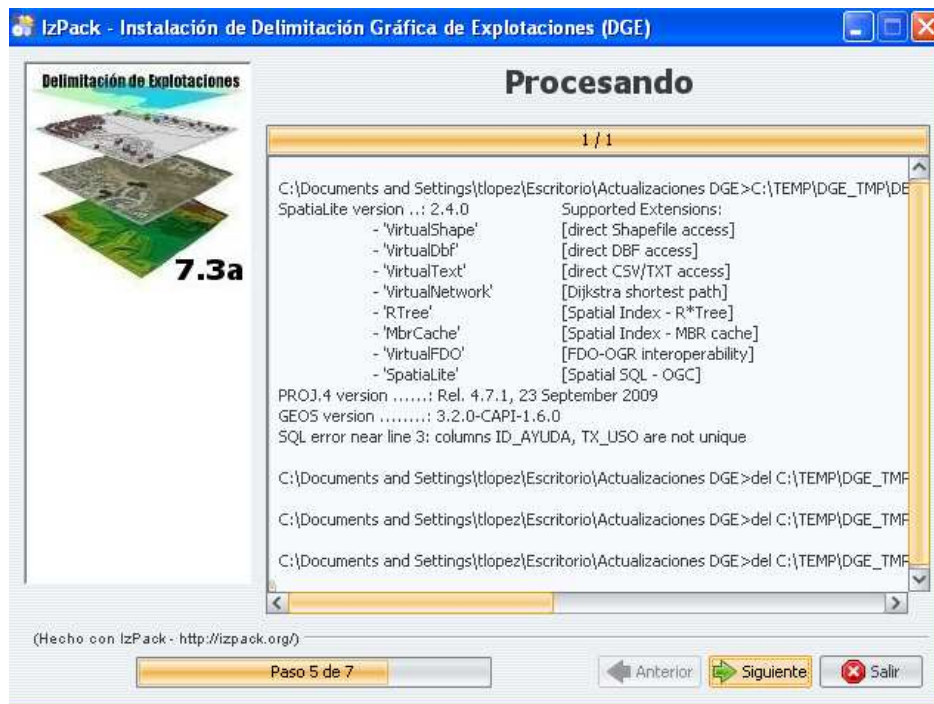 IzPack - Instalación de Delimitación Gráfica de Explotaciones (DGE)
Delimitación de Explotaciones
7.3a
Procesando
1 / 1
C:\Documents and Settings\tlopez\Escritorio\Actualizaciones DGE>C:\TEMP\DGE_TMP\DE
SpatiaLite version ..: 2.4.0 Supported Extensions:
- 'VirtualShape' [direct Shapefile access]
- 'VirtualDbf' [direct DBF access]
- 'VirtualText' [direct CSV/TXT access]
- 'VirtualNetwork' [Dijkstra shortest path]
- 'RTree' [Spatial Index - R*Tree]
- 'MbrCache' [Spatial Index - MBR cache]
- 'VirtualFDO' [FDO-OGR interoperability]
- 'SpatiaLite' [Spatial SQL - OGC]
PROJ.4 version ......: Rel. 4.7.1, 23 September 2009
GEOS version ........: 3.2.0-CAPI-1.6.0
SQL error near line 3: columns ID_AYUDA, TX_USO are not unique
C:\Documents and Settings\tlopez\Escritorio\Actualizaciones DGE>del C:\TEMP\DGE_TMP
C:\Documents and Settings\tlopez\Escritorio\Actualizaciones DGE>del C:\TEMP\DGE_TMP
C:\Documents and Settings\tlopez\Escritorio\Actualizaciones DGE>del C:\TEMP\DGE_TMP
(Hecho con IzPack - http://izpack.org/)
Paso 5 de 7
Anterior
Siguiente
Salir